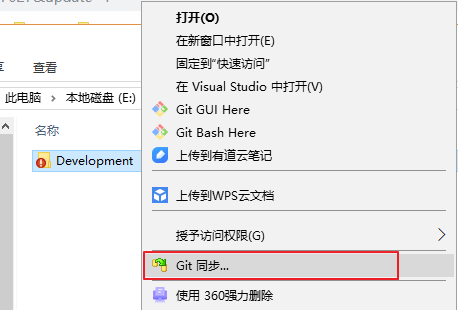 打开(O)
在新窗口中打开(E)
固定到"快速访问"
查看
在 Visual Studio 中打开(V)
此电脑
本地磁盘 (E:)
Git GUI Here
名称
Git Bash Here
Development
上传到有道云笔记
上传到WPS云文档
授予访问权限(G)
Git 同步...
使用 360强力删除